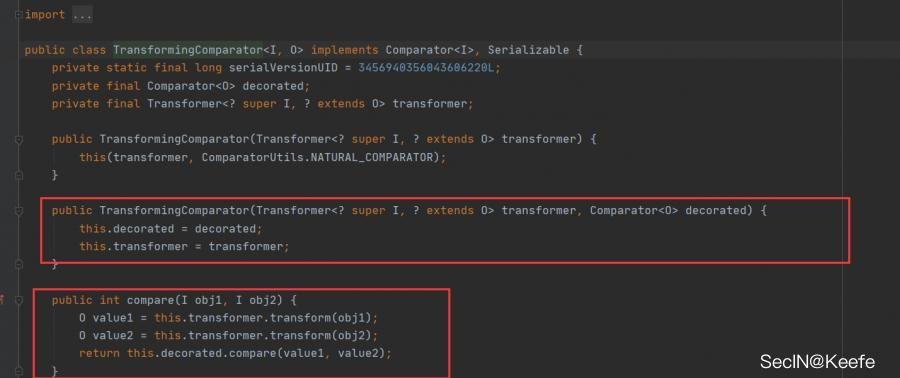 import ...
public class TransformingComparator<I, O> implements Comparator<I>, Serializable {
private static final long serialVersionUID = 3456940356043606220L;
private final Comparator<O> decorated;
private final Transformer<? super I, ? extends O> transformer;
public TransformingComparator(Transformer<? super I, ? extends O> transformer) {
this(transformer, ComparatorUtils.NATURAL_COMPARATOR);
}
public TransformingComparator(Transformer<? super I, ? extends O> transformer, Comparator<O> decorated) {
this.decorated = decorated;
this.transformer = transformer;
}
public int compare(I obj1, I obj2) {
O value1 = this.transformer.transform(obj1);
O value2 = this.transformer.transform(obj2);
return this.decorated.compare(value1, value2);
}
SecIN@Keefe